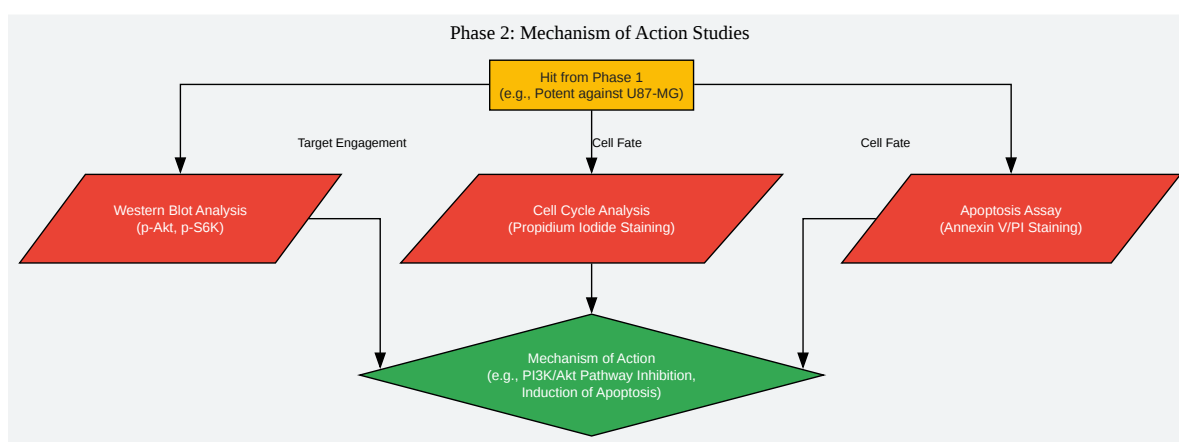 Phase 2: Mechanism of Action Studies
Hit from Phase 1
(e.g., Potent against U87-MG)
Target Engagement
Cell Fate
Cell Fate
Western Blot Analysis
(p-Akt, p-S6K)
Cell Cycle Analysis
(Propidium Iodide Staining)
Apoptosis Assay
(Annexin V/PI Staining)
Mechanism of Action
(e.g., PI3K/Akt Pathway Inhibition,
Induction of Apoptosis)